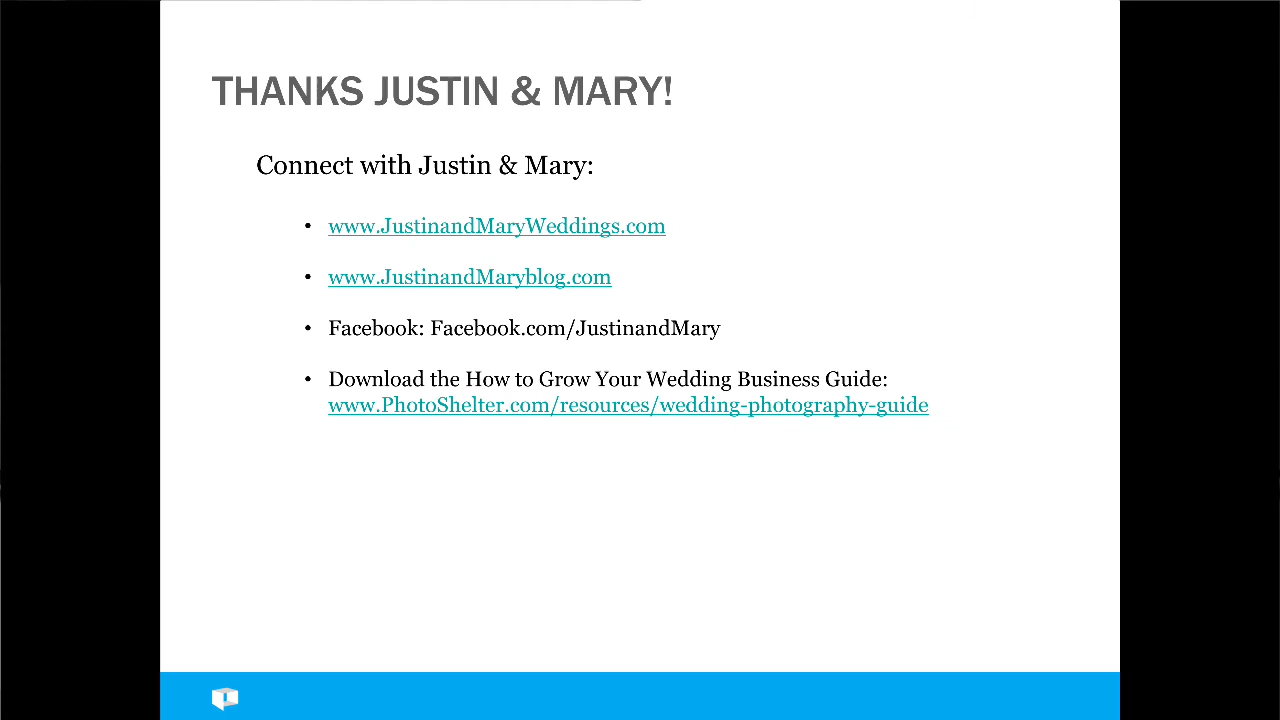 THANKS JUSTIN & MARY!
Connect with Justin & Mary:
• www.JustinandMaryWeddings.com
• www.JustinandMaryblog.com
• Facebook: Facebook.com/JustinandMary
• Download the How to Grow Your Wedding Business Guide:
www.PhotoShelter.com/resources/wedding-photography-guide